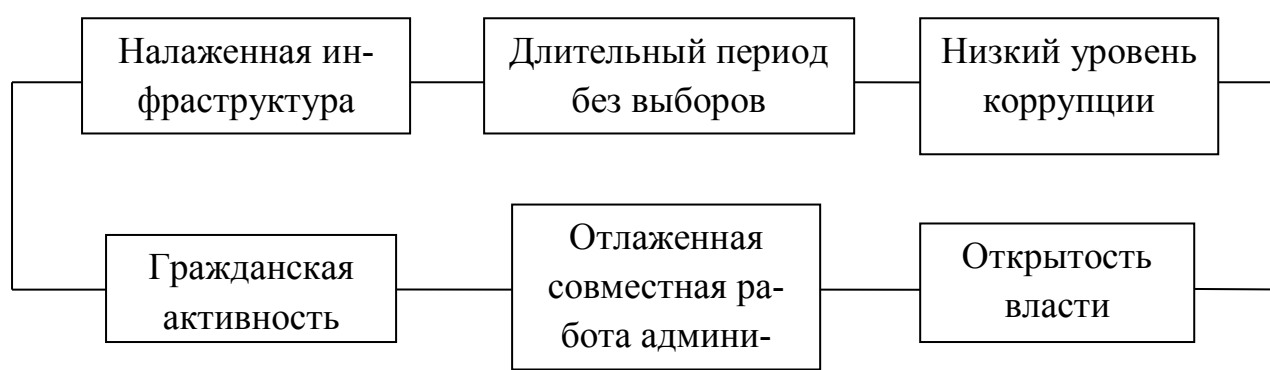 Налаженная ин-
фраструктура
Длительный период
без выборов
Низкий уровень
коррупции
Гражданская
активность
Отлаженная
совместная ра-
бота админи-
Открытость
власти